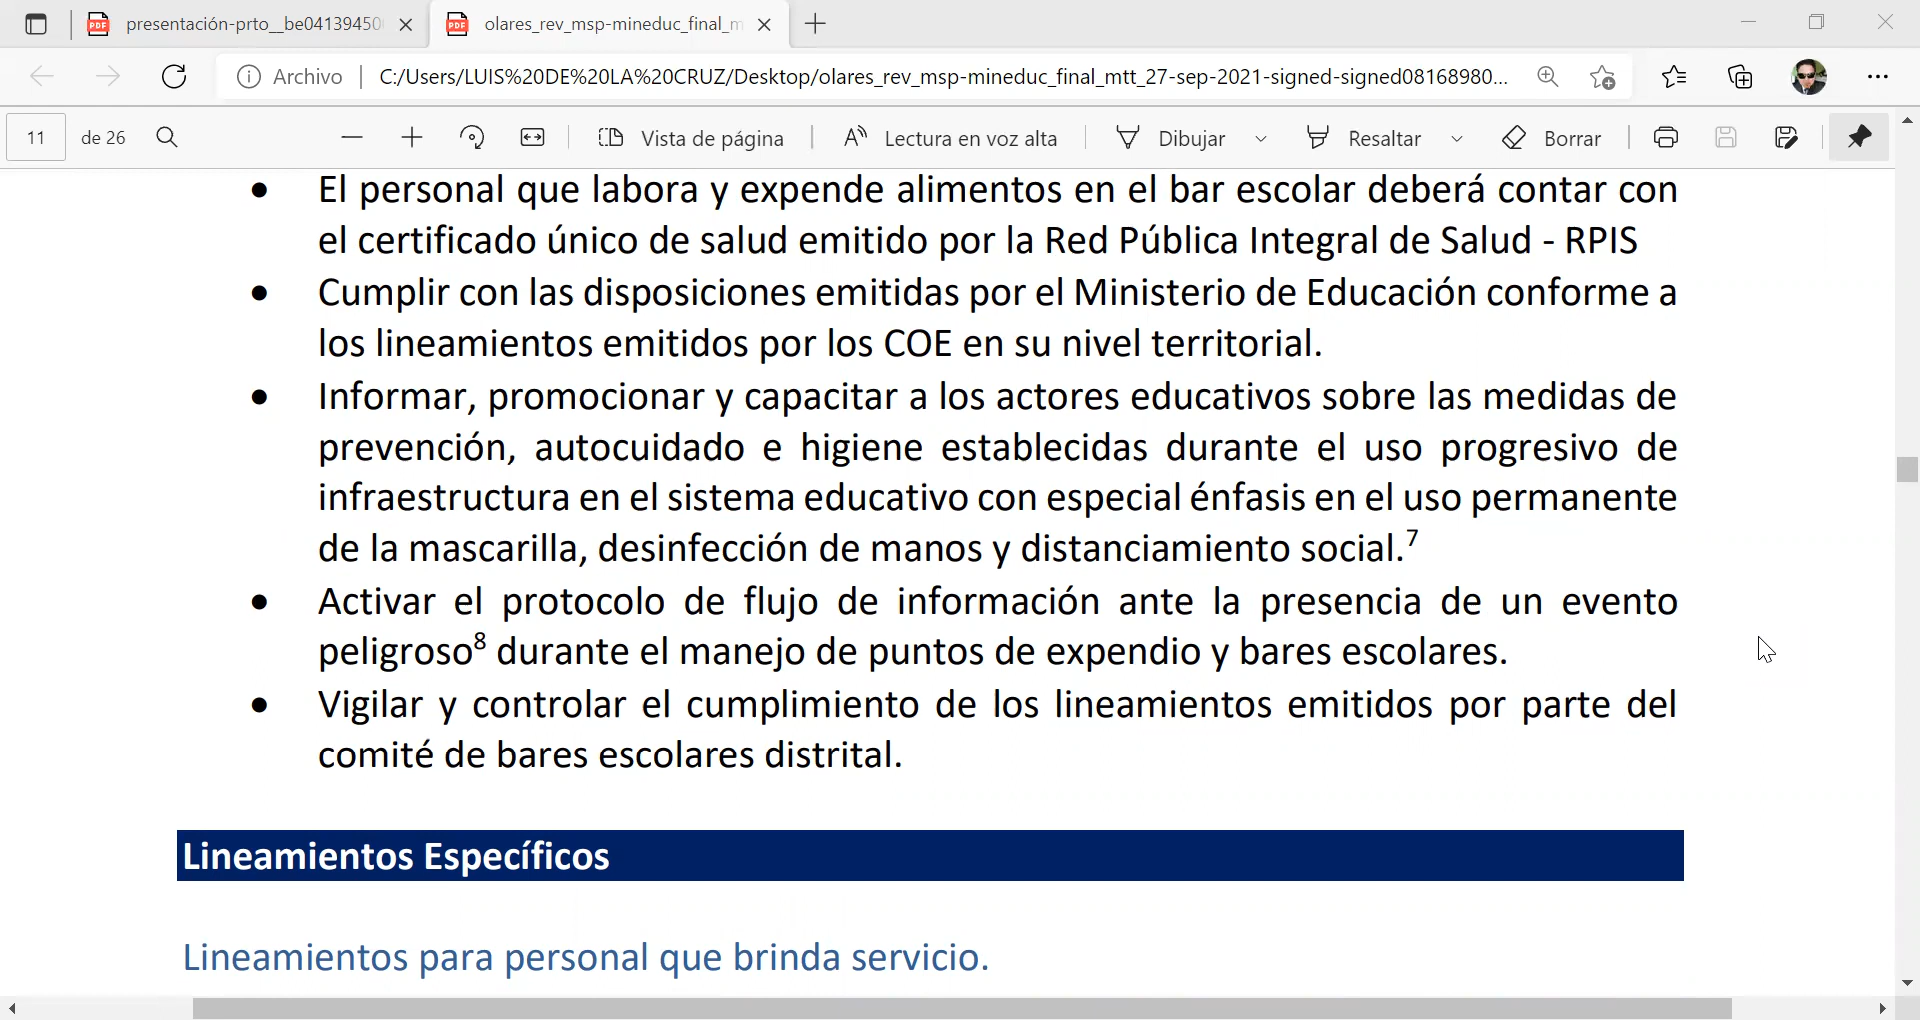 presentación-prto__be04139450
olares_rev_msp-mineduc_final_m
Archivo
C:/Users/LUIS%20DE%20LA%20CRUZ/Desktop/olares_rev_msp-mineduc_final_mtt_27-sep-2021-signed-signed08168980...
11 de 26
Vista de página
Lectura en voz alta
Dibujar
Resaltar
Borrar
● El personal que labora y expende alimentos en el bar escolar deberá contar con
el certificado único de salud emitido por la Red Pública Integral de Salud - RPIS
● Cumplir con las disposiciones emitidas por el Ministerio de Educación conforme a
los lineamientos emitidos por los COE en su nivel territorial.
● Informar, promocionar y capacitar a los actores educativos sobre las medidas de
prevención, autocuidado e higiene establecidas durante el uso progresivo de
infraestructura en el sistema educativo con especial énfasis en el uso permanente
de la mascarilla, desinfección de manos y distanciamiento social.⁷
● Activar el protocolo de flujo de información ante la presencia de un evento
peligroso⁸ durante el manejo de puntos de expendio y bares escolares.
● Vigilar y controlar el cumplimiento de los lineamientos emitidos por parte del
comité de bares escolares distrital.
Lineamientos Específicos
Lineamientos para personal que brinda servicio.